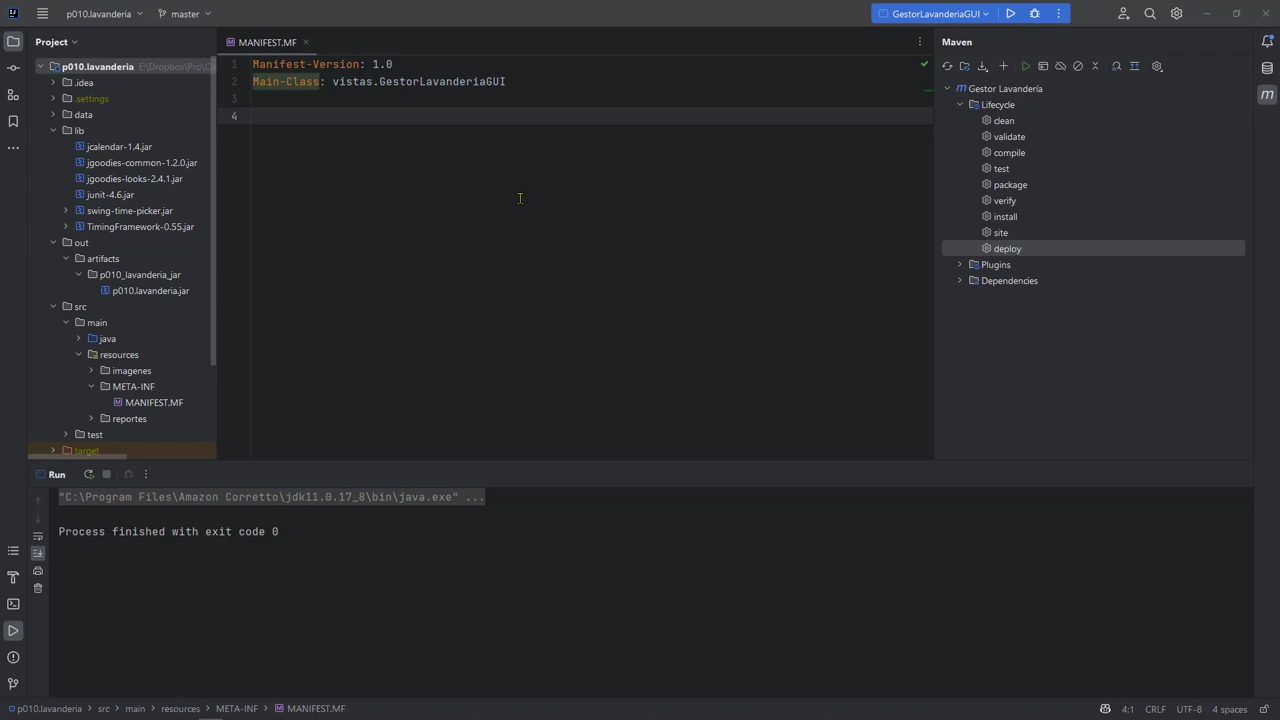 p010.lavanderia
master
GestorLavanderiaGUI
Project
MANIFEST.MF
Maven
p010.lavanderia E:\Dropbox\Pro\C
.idea
.settings
data
lib
jcalendar-1.4.jar
jgoodies-common-1.2.0.jar
jgoodies-looks-2.4.1.jar
junit-4.6.jar
swing-time-picker.jar
TimingFramework-0.55.jar
out
artifacts
p010_lavanderia_jar
p010.lavanderia.jar
src
main
java
resources
imagenes
META-INF
MANIFEST.MF
reportes
test
target
1 Manifest-Version: 1.0
2 Main-Class: vistas.GestorLavanderiaGUI
3
4
Gestor Lavandería
Lifecycle
clean
validate
compile
test
package
verify
install
site
deploy
Plugins
Dependencies
Run
"C:\Program Files\Amazon Corretto\jdk11.0.17_8\bin\java.exe" ...
Process finished with exit code 0
p010.lavanderia > src > main > resources > META-INF > MANIFEST.MF
4:1 CRLF UTF-8 4 spaces